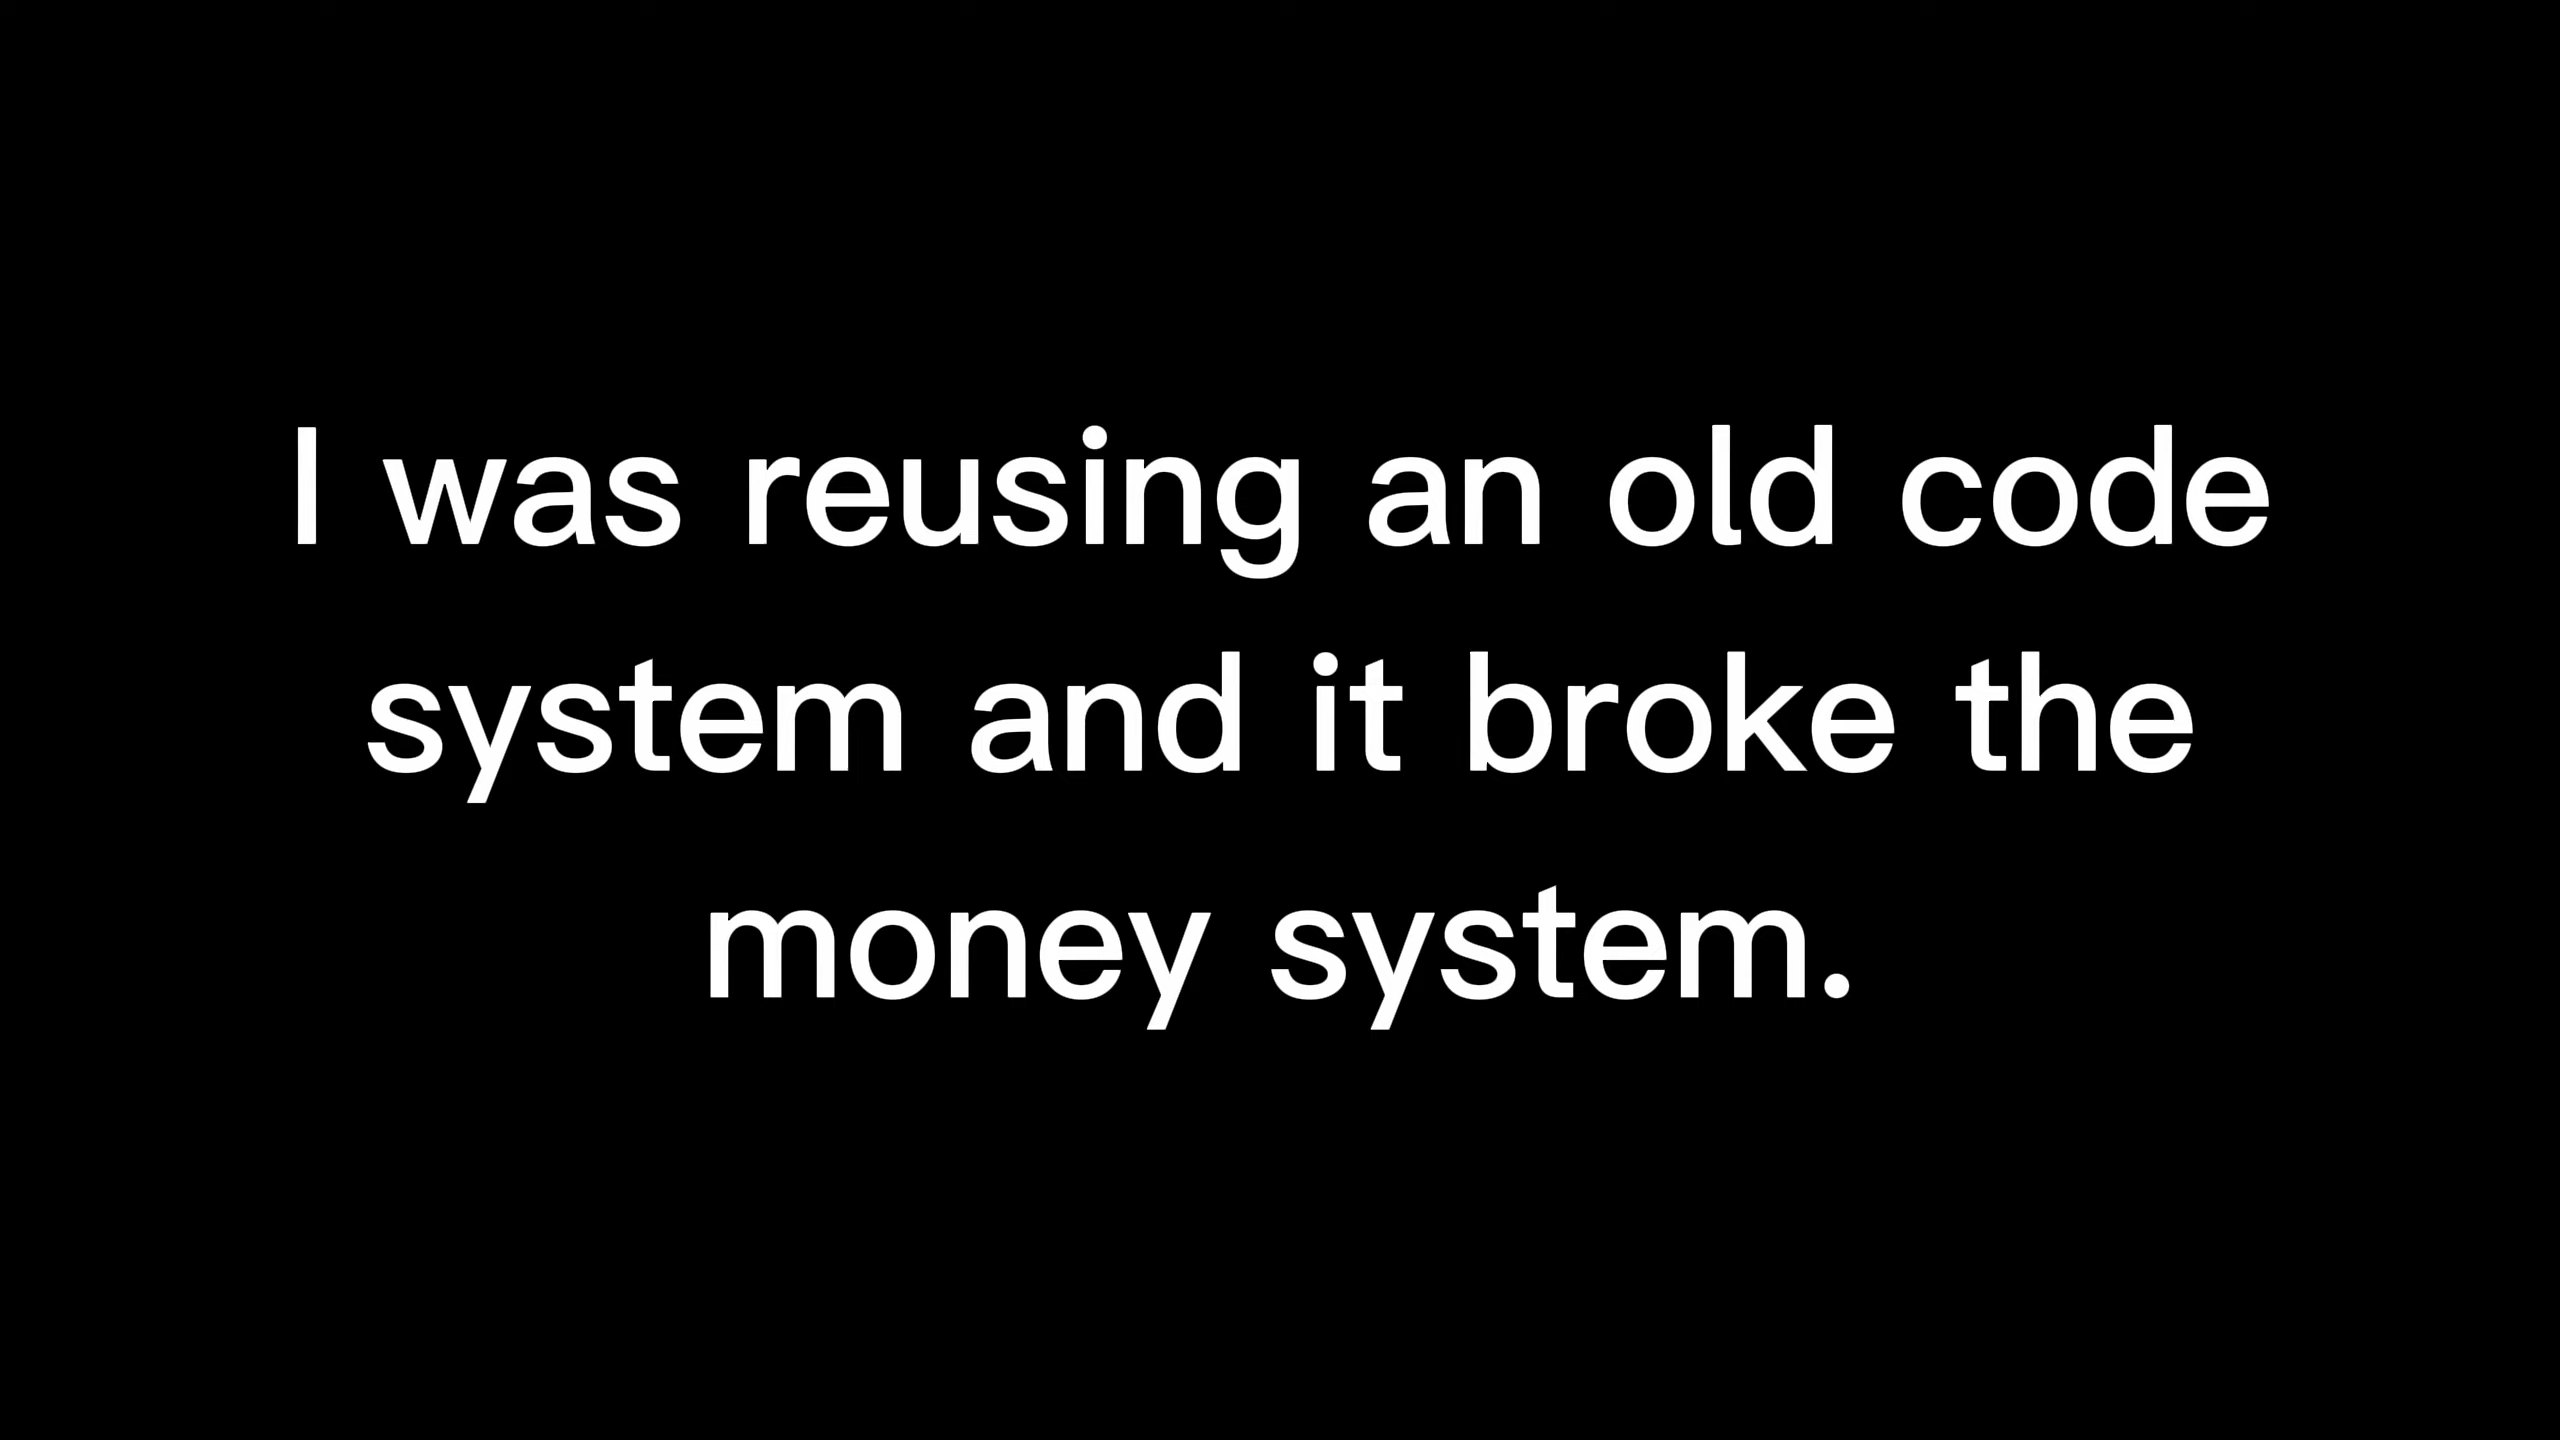 I was reusing an old code
system and it broke the
money system.